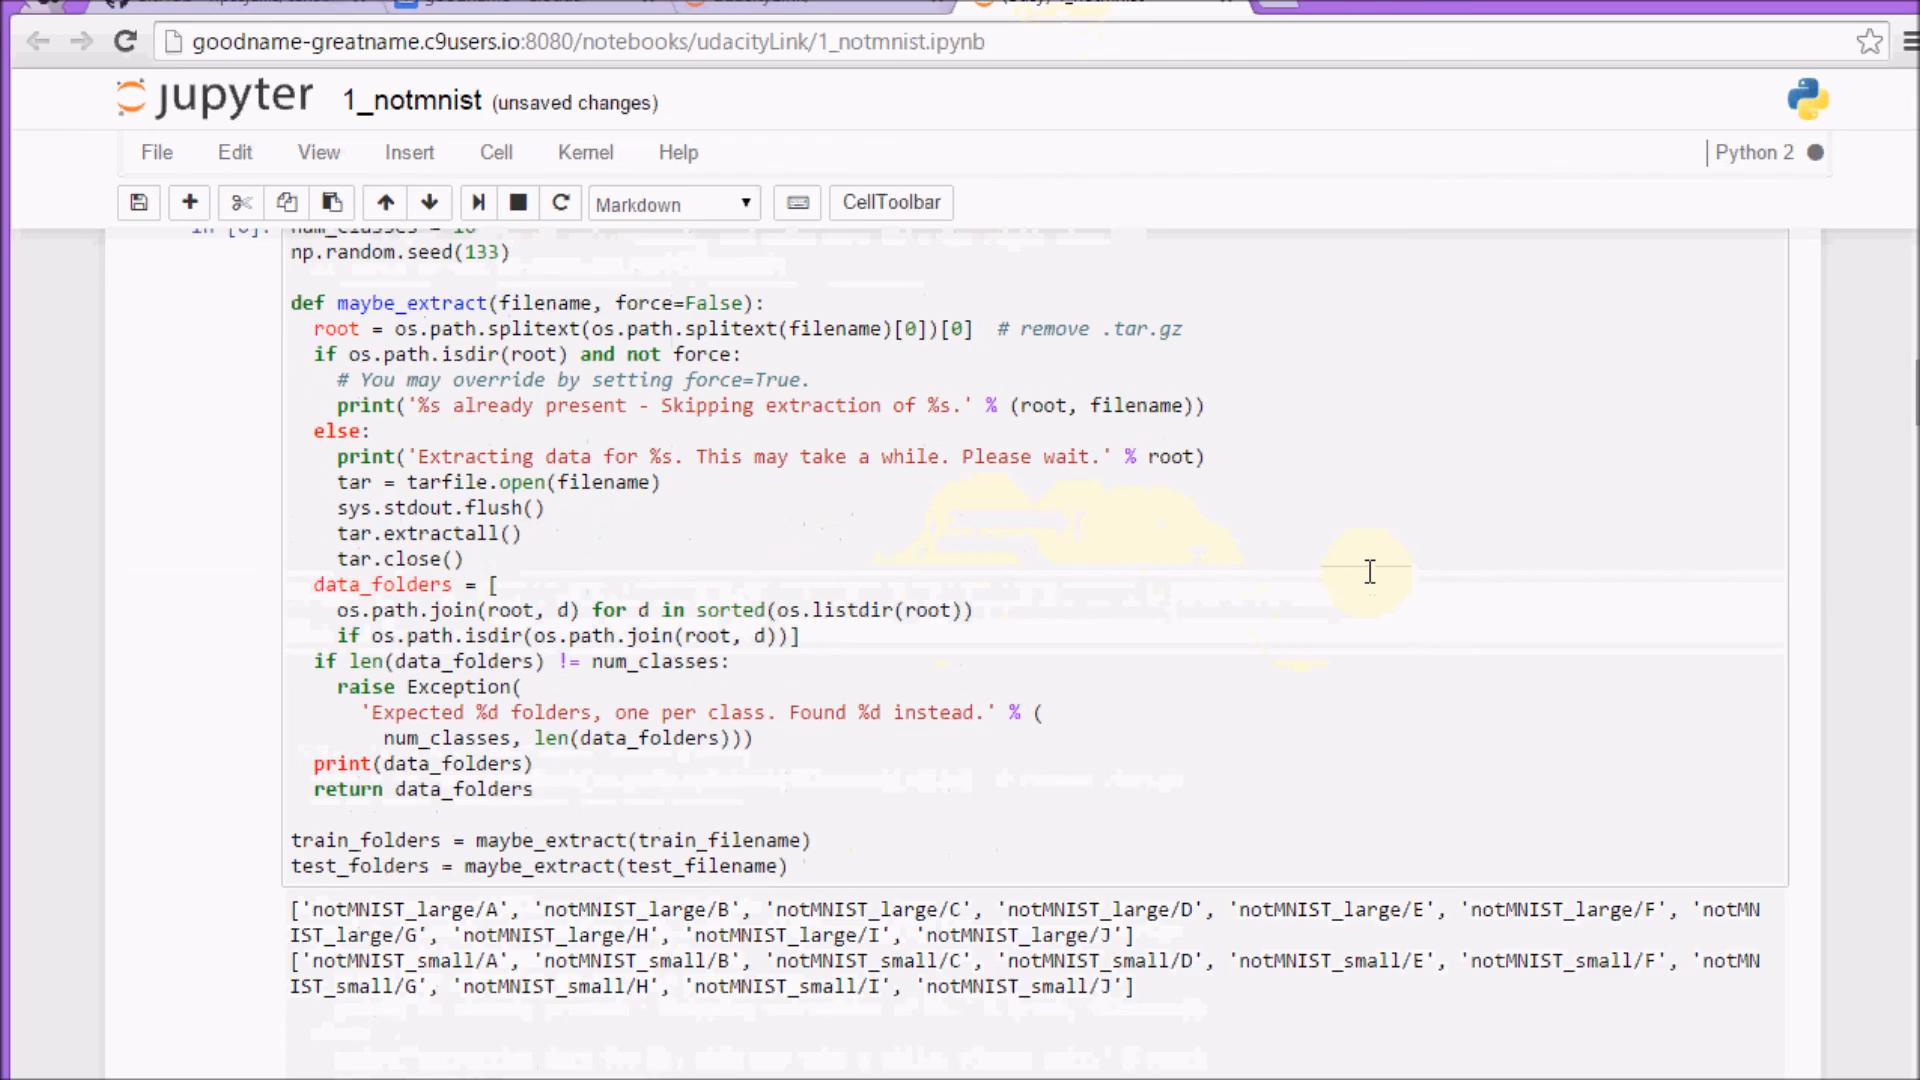 goodname-greatname.c9users.io:8080/notebooks/udacityLink/1_notmnist.ipynb
jupyter 1_notmnist (unsaved changes)
File Edit View Insert Cell Kernel Help Python 2
Markdown CellToolbar
num_classes = 10
np.random.seed(133)
def maybe_extract(filename, force=False):
root = os.path.splitext(os.path.splitext(filename)[0])[0]  # remove .tar.gz
if os.path.isdir(root) and not force:
# You may override by setting force=True.
print('%s already present - Skipping extraction of %s.' % (root, filename))
else:
print('Extracting data for %s. This may take a while. Please wait.' % root)
tar = tarfile.open(filename)
sys.stdout.flush()
tar.extractall()
tar.close()
data_folders = [
os.path.join(root, d) for d in sorted(os.listdir(root))
if os.path.isdir(os.path.join(root, d))]
if len(data_folders) != num_classes:
raise Exception(
'Expected %d folders, one per class. Found %d instead.' % (
num_classes, len(data_folders)))
print(data_folders)
return data_folders
train_folders = maybe_extract(train_filename)
test_folders = maybe_extract(test_filename)
['notMNIST_large/A', 'notMNIST_large/B', 'notMNIST_large/C', 'notMNIST_large/D', 'notMNIST_large/E', 'notMNIST_large/F', 'notMN
IST_large/G', 'notMNIST_large/H', 'notMNIST_large/I', 'notMNIST_large/J']
['notMNIST_small/A', 'notMNIST_small/B', 'notMNIST_small/C', 'notMNIST_small/D', 'notMNIST_small/E', 'notMNIST_small/F', 'notMN
IST_small/G', 'notMNIST_small/H', 'notMNIST_small/I', 'notMNIST_small/J']